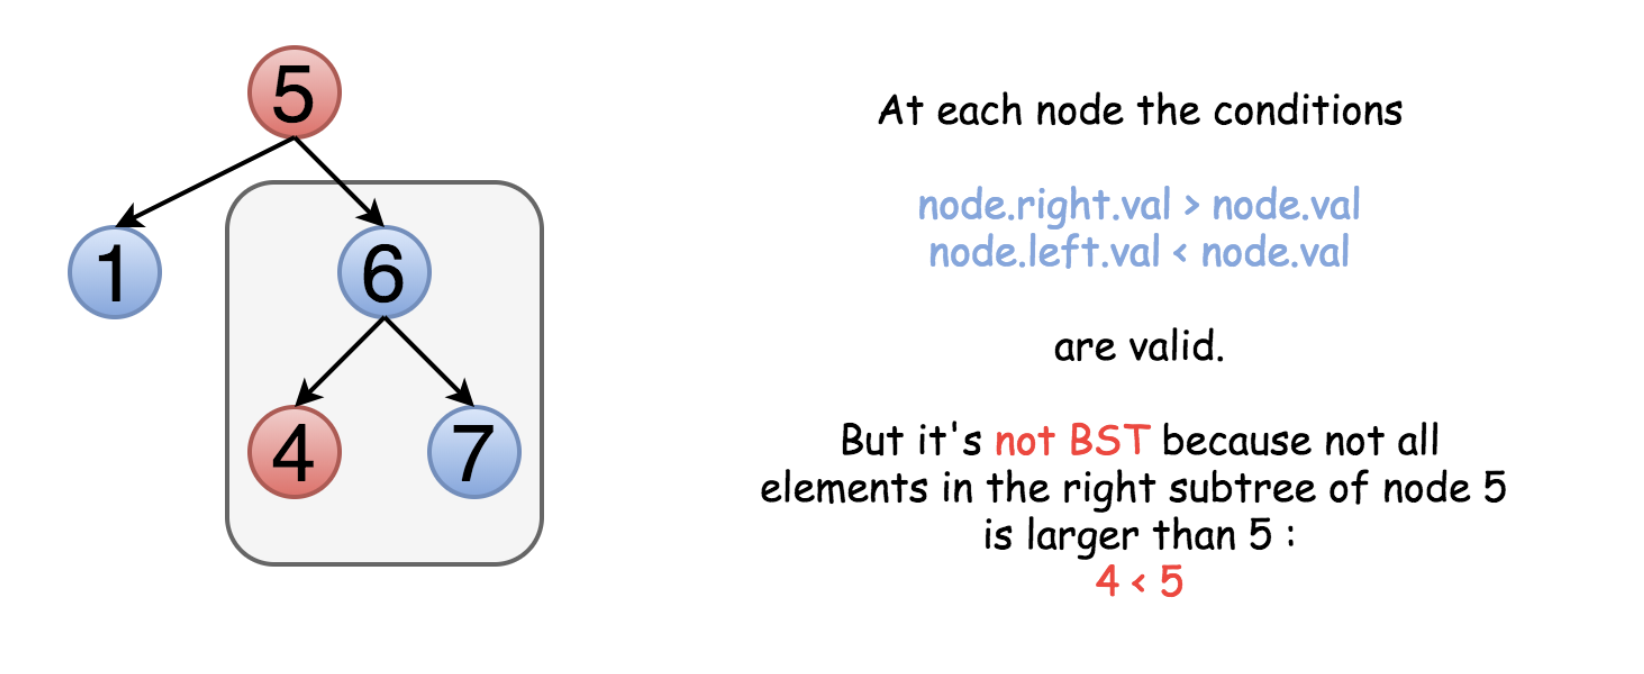 5
1
6
4
7
At each node the conditions
node.right.val > node.val
node.left.val < node.val
are valid.
But it's not BST because not all
elements in the right subtree of node 5
is larger than 5 :
4 < 5